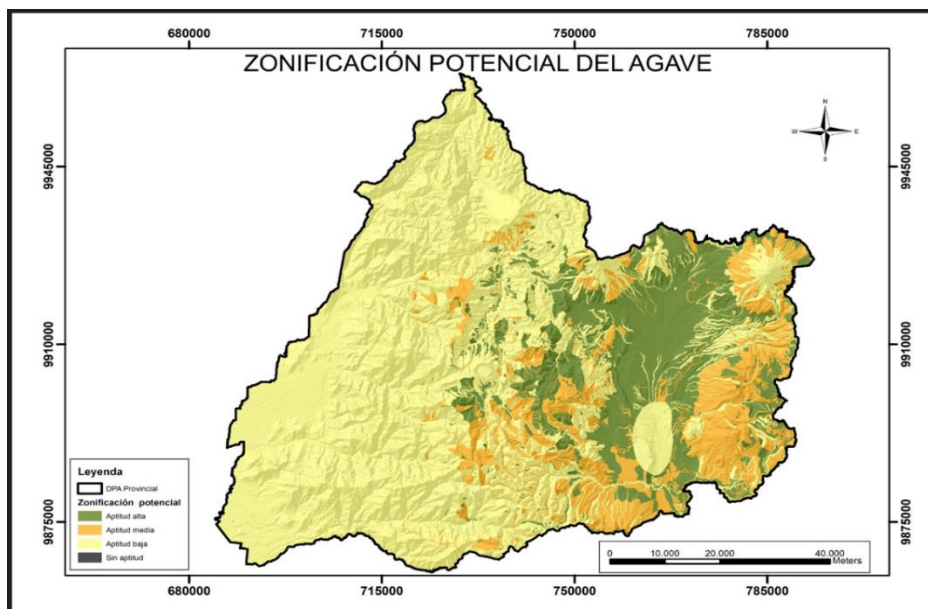 680000 715000 750000 785000
ZONIFICACIÓN POTENCIAL DEL AGAVE
N
W E
S
9945000 9945000
9910000 9910000
9875000 9875000
Leyenda
DPA Provincial
Zonificación potencial
Aptitud alta
Aptitud media
Aptitud baja
Sin aptitud
0 10.000 20.000 40.000
Meters
680000 715000 750000 785000